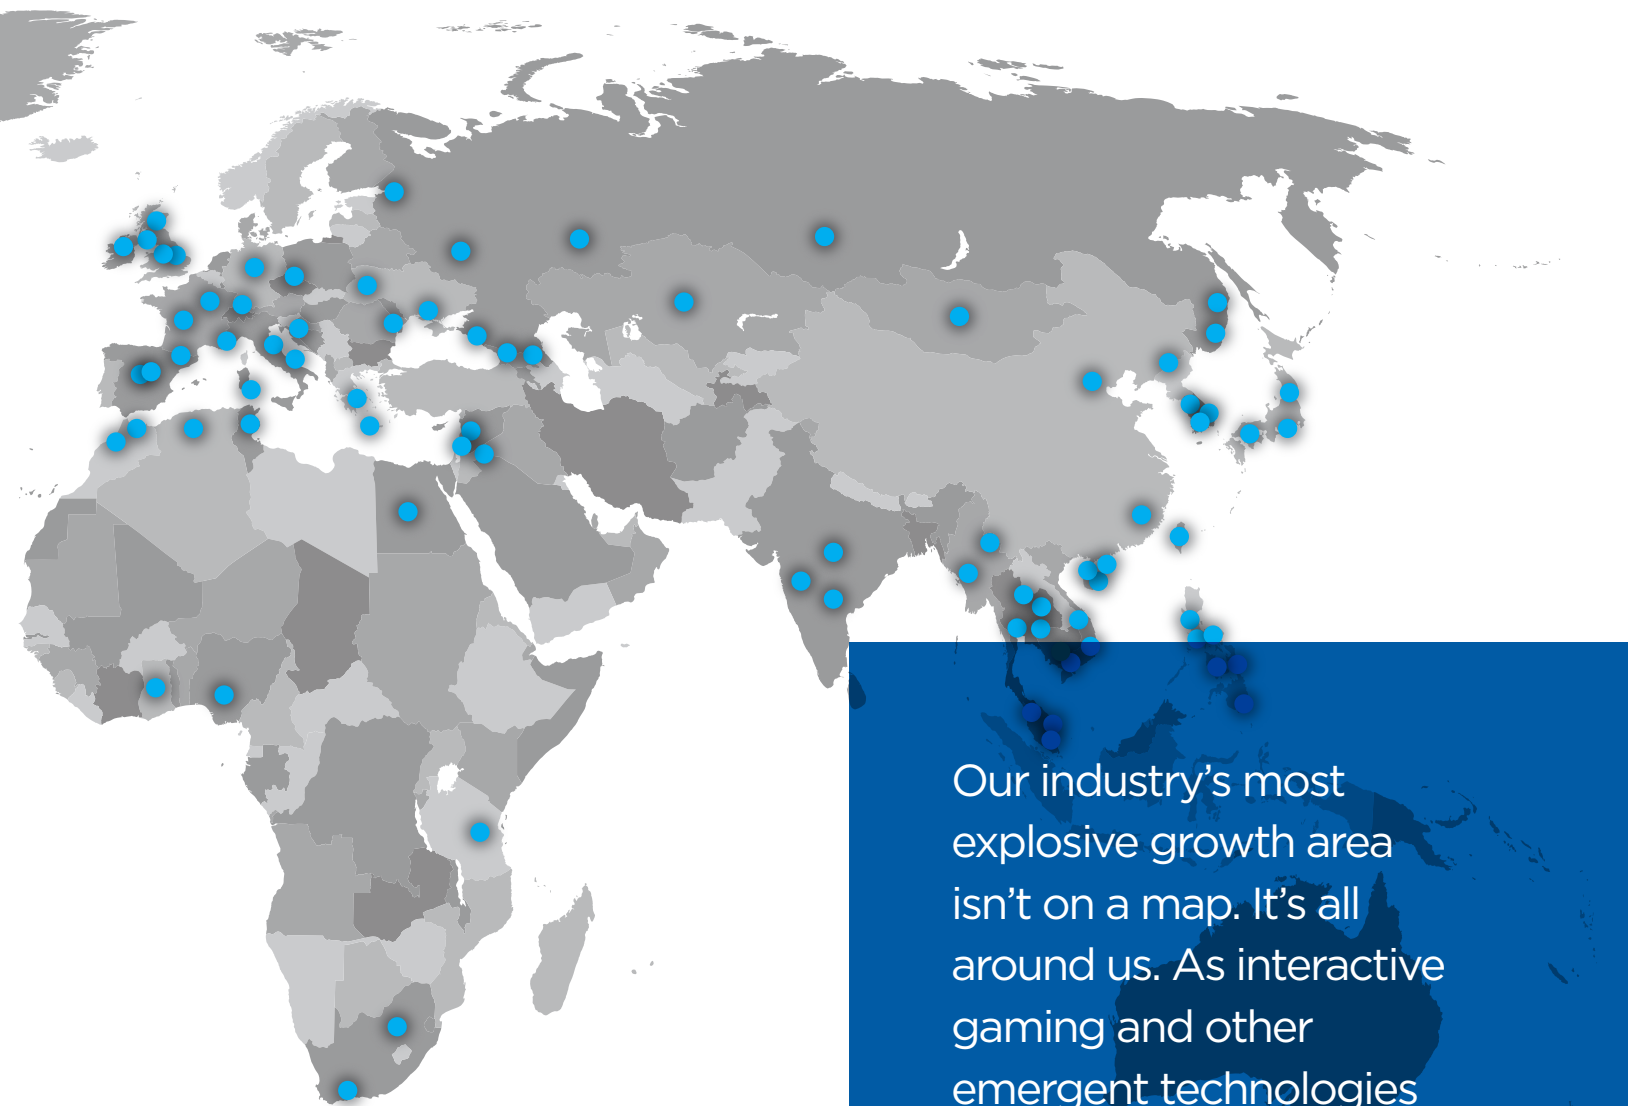 Our industry’s most
explosive growth area
isn’t on a map. It’s all
around us. As interactive
gaming and other
emergent technologies